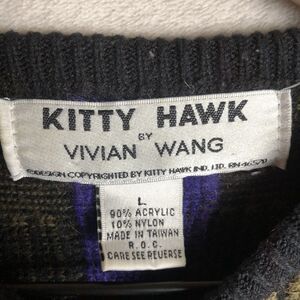 KITTY HAWK
BY
VIVIAN WANG
©DESIGN COPYRIGHTED BY KITTY HAWK IND. LTD. RN-46570
L
90% ACRYLIC
10% NYLON
MADE IN TAIWAN
R.O.C.
CARE SEE REVERSE